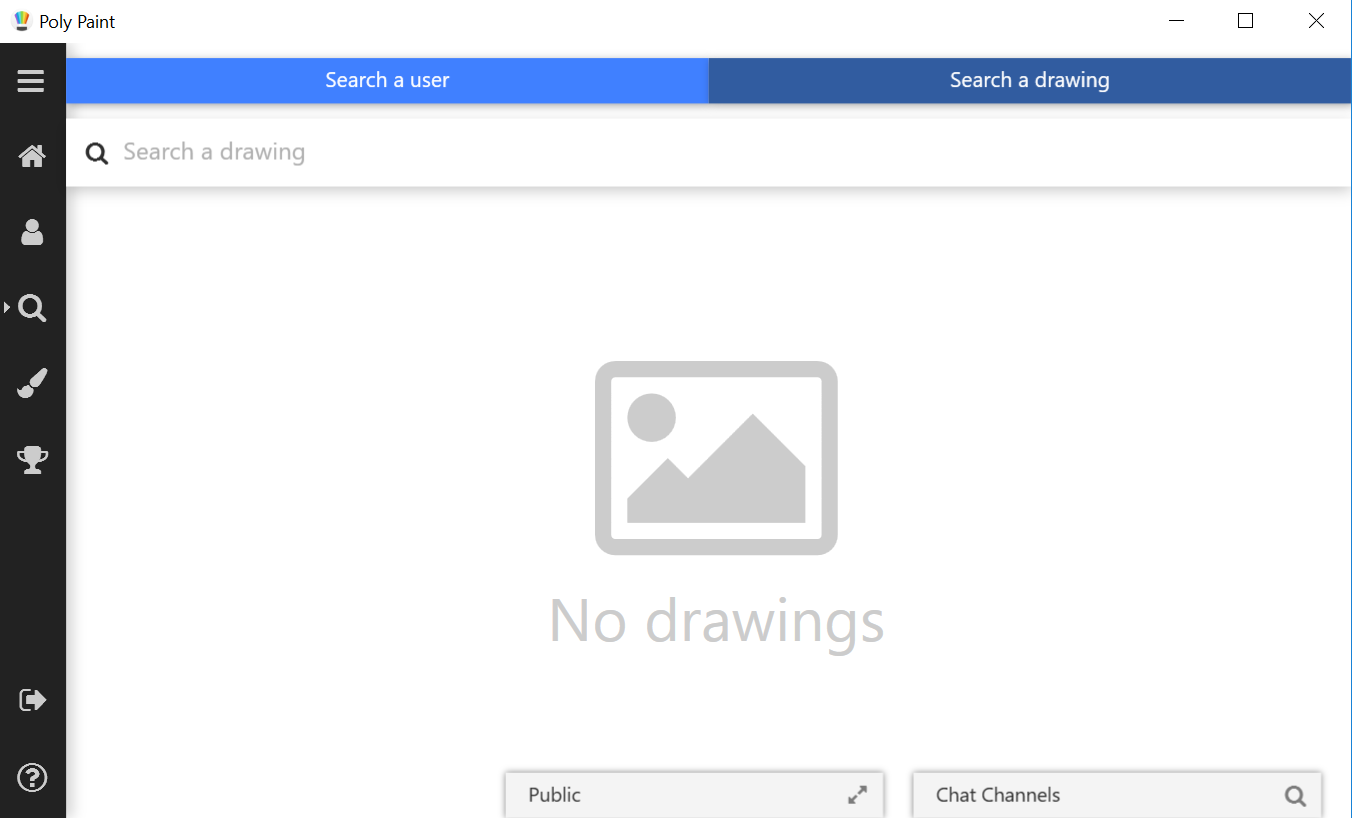 Poly Paint
Search a user
Search a drawing
Search a drawing
No drawings
Public
Chat Channels